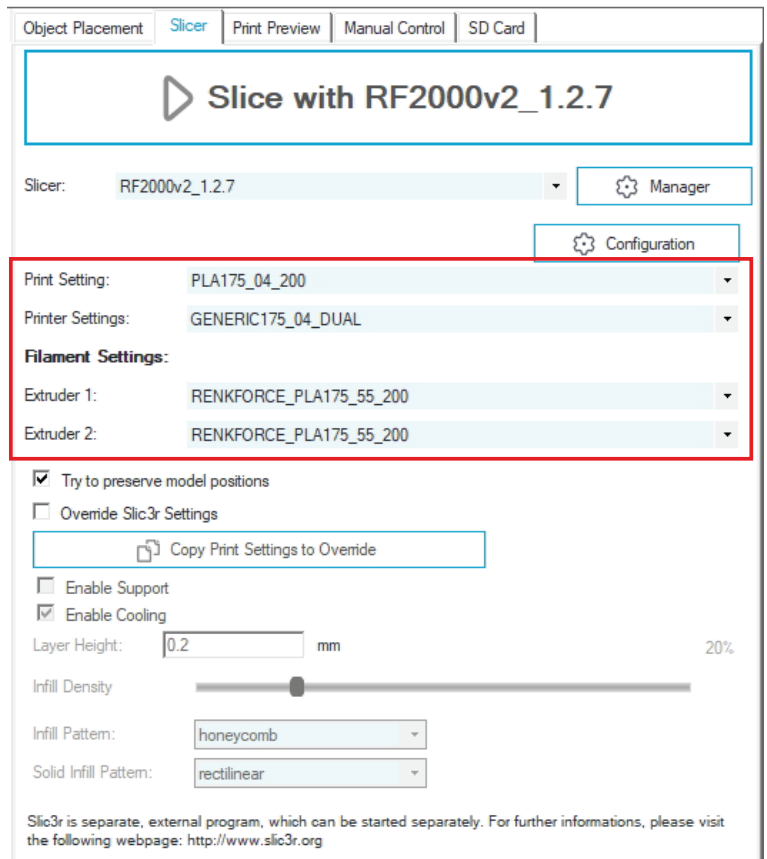 Object Placement Slicer Print Preview Manual Control SD Card
Slice with RF2000v2_1.2.7
Slicer: RF2000v2_1.2.7 Manager
Configuration
Print Setting: PLA175_04_200
Printer Settings: GENERIC175_04_DUAL
Filament Settings:
Extruder 1: RENKFORCE_PLA175_55_200
Extruder 2: RENKFORCE_PLA175_55_200
Try to preserve model positions
Override Slic3r Settings
Copy Print Settings to Override
Enable Support
Enable Cooling
Layer Height: 0.2 mm 20%
Infill Density
Infill Pattern: honeycomb
Solid Infill Pattern: rectilinear
Slic3r is separate, external program, which can be started separately. For further informations, please visit
the following webpage: http://www.slic3r.org